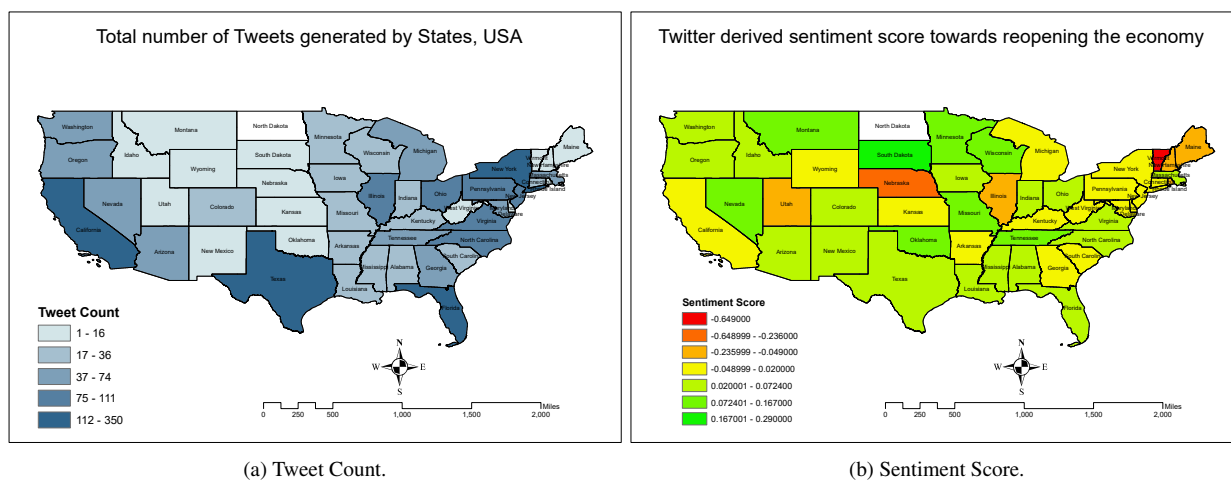 Total number of Tweets generated by States, USA
Washington
Oregon
California
Nevada
Idaho
Montana
Wyoming
Utah
Arizona
Colorado
New Mexico
North Dakota
South Dakota
Nebraska
Kansas
Oklahoma
Texas
Minnesota
Iowa
Missouri
Arkansas
Louisiana
Wisconsin
Illinois
Michigan
Indiana
Ohio
Kentucky
Tennessee
Mississippi
Alabama
Georgia
Florida
South Carolina
North Carolina
Virginia
West Virginia
Pennsylvania
New York
New Jersey
Vermont
Maine
Tweet Count
1 - 16
17 - 36
37 - 74
75 - 111
112 - 350
N
W E
S
0 250 500 1,000 1,500 2,000
Miles
(a) Tweet Count.
Twitter derived sentiment score towards reopening the economy
Washington
Oregon
California
Nevada
Idaho
Montana
Wyoming
Utah
Arizona
Colorado
New Mexico
North Dakota
South Dakota
Nebraska
Kansas
Oklahoma
Texas
Minnesota
Iowa
Missouri
Arkansas
Louisiana
Wisconsin
Illinois
Michigan
Indiana
Ohio
Kentucky
Tennessee
Mississippi
Alabama
Georgia
Florida
South Carolina
North Carolina
Virginia
West Virginia
Pennsylvania
New York
New Jersey
Maine
Sentiment Score
-0.649000
-0.648999 - -0.236000
-0.235999 - -0.049000
-0.048999 - 0.020000
0.020001 - 0.072400
0.072401 - 0.167000
0.167001 - 0.290000
N
W E
S
0 250 500 1,000 1,500 2,000
Miles
(b) Sentiment Score.